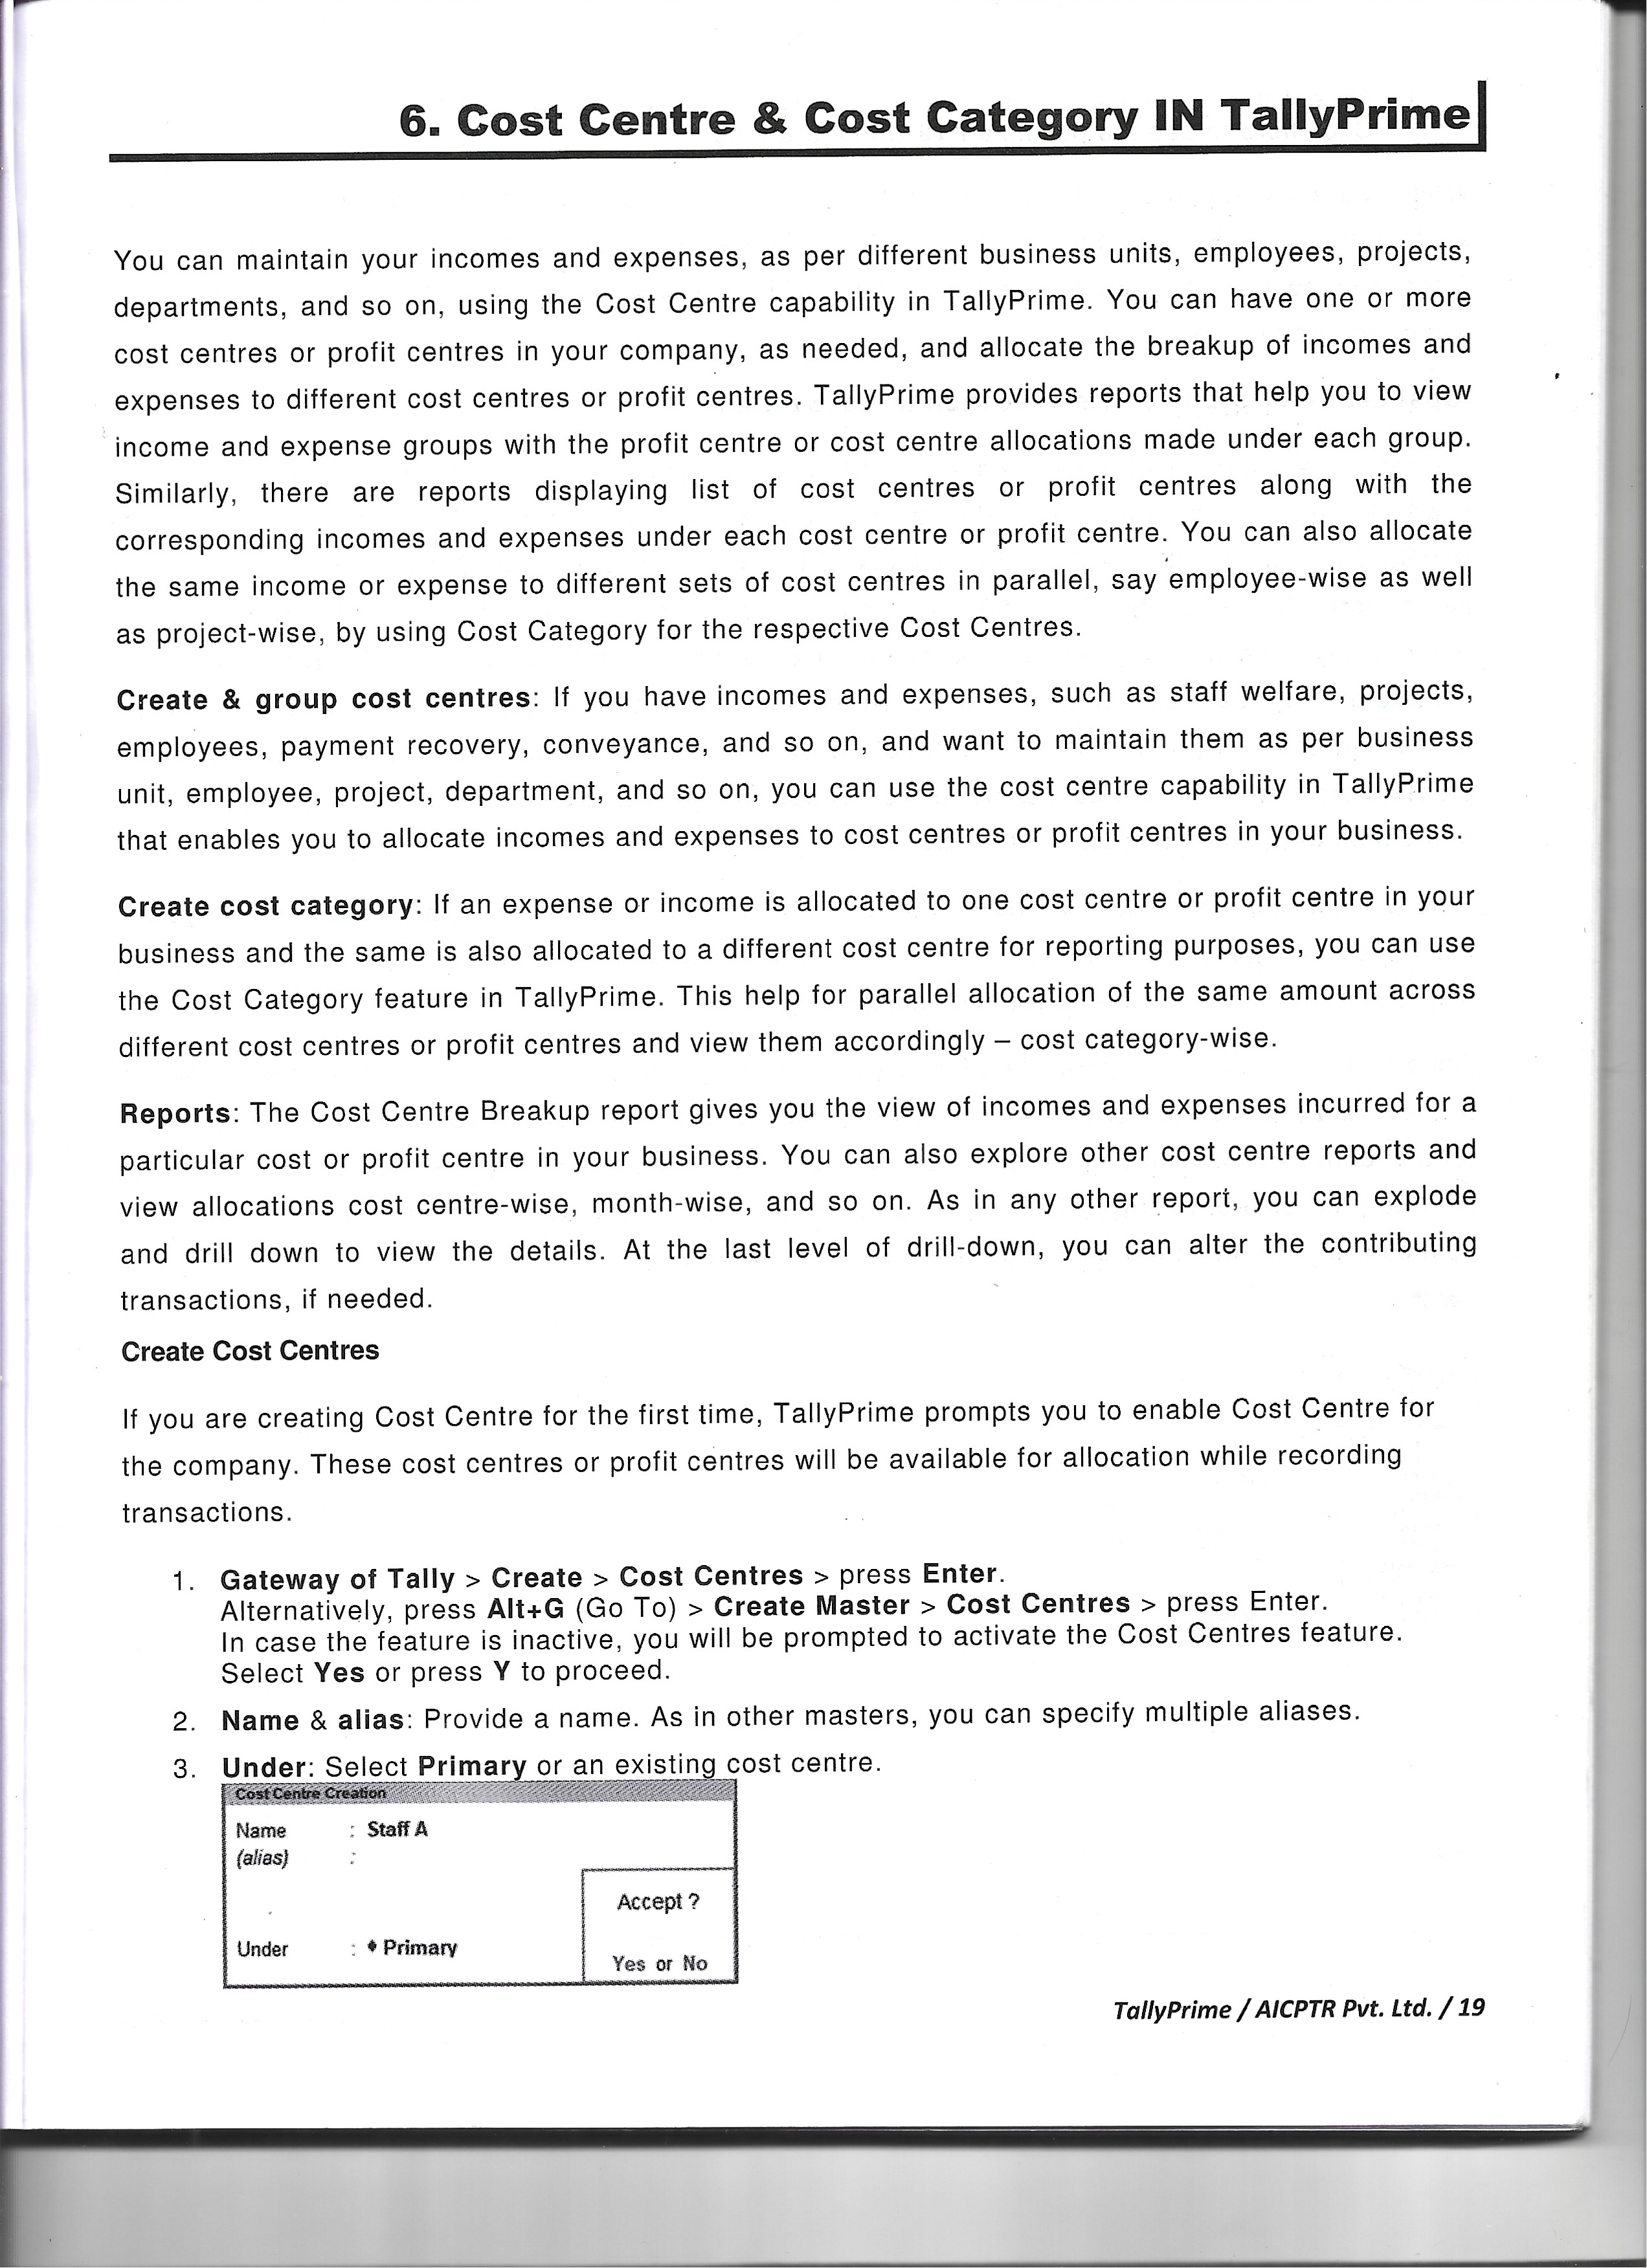 6. Cost Centre & Cost Category IN TallyPrime
You can maintain your incomes and expenses, as per different business units, employees, projects,
departments, and so on, using the Cost Centre capability in TallyPrime. You can have one or more
cost centres or profit centres in your company, as needed, and allocate the breakup of incomes and
expenses to different cost centres or profit centres. TallyPrime provides reports that help you to view
income and expense groups with the profit centre or cost centre allocations made under each group.
Similarly, there are reports displaying list of cost centres or profit centres along with the
corresponding incomes and expenses under each cost centre or profit centre. You can also allocate
the same income or expense to different sets of cost centres in parallel, say employee-wise as well
as project-wise, by using Cost Category for the respective Cost Centres.
Create & group cost centres: If you have incomes and expenses, such as staff welfare, projects,
employees, payment recovery, conveyance, and so on, and want to maintain them as per business
unit, employee, project, department, and so on, you can use the cost centre capability in TallyPrime
that enables you to allocate incomes and expenses to cost centres or profit centres in your business.
Create cost category: If an expense or income is allocated to one cost centre or profit centre in your
business and the same is also allocated to a different cost centre for reporting purposes, you can use
the Cost Category feature in TallyPrime. This help for parallel allocation of the same amount across
different cost centres or profit centres and view them accordingly – cost category-wise.
Reports: The Cost Centre Breakup report gives you the view of incomes and expenses incurred for a
particular cost or profit centre in your business. You can also explore other cost centre reports and
view allocations cost centre-wise, month-wise, and so on. As in any other report, you can explode
and drill down to view the details. At the last level of drill-down, you can alter the contributing
transactions, if needed.
Create Cost Centres
If you are creating Cost Centre for the first time, TallyPrime prompts you to enable Cost Centre for
the company. These cost centres or profit centres will be available for allocation while recording
transactions.
1. Gateway of Tally > Create > Cost Centres > press Enter.
Alternatively, press Alt+G (Go To) > Create Master > Cost Centres > press Enter.
In case the feature is inactive, you will be prompted to activate the Cost Centres feature.
Select Yes or press Y to proceed.
2. Name & alias: Provide a name. As in other masters, you can specify multiple aliases.
3. Under: Select Primary or an existing cost centre.
Cost Centre Creation
Name : Staff A
(alias) :
Accept ?
Under : ♦ Primary
Yes or No
TallyPrime / AICPTR Pvt. Ltd. / 19